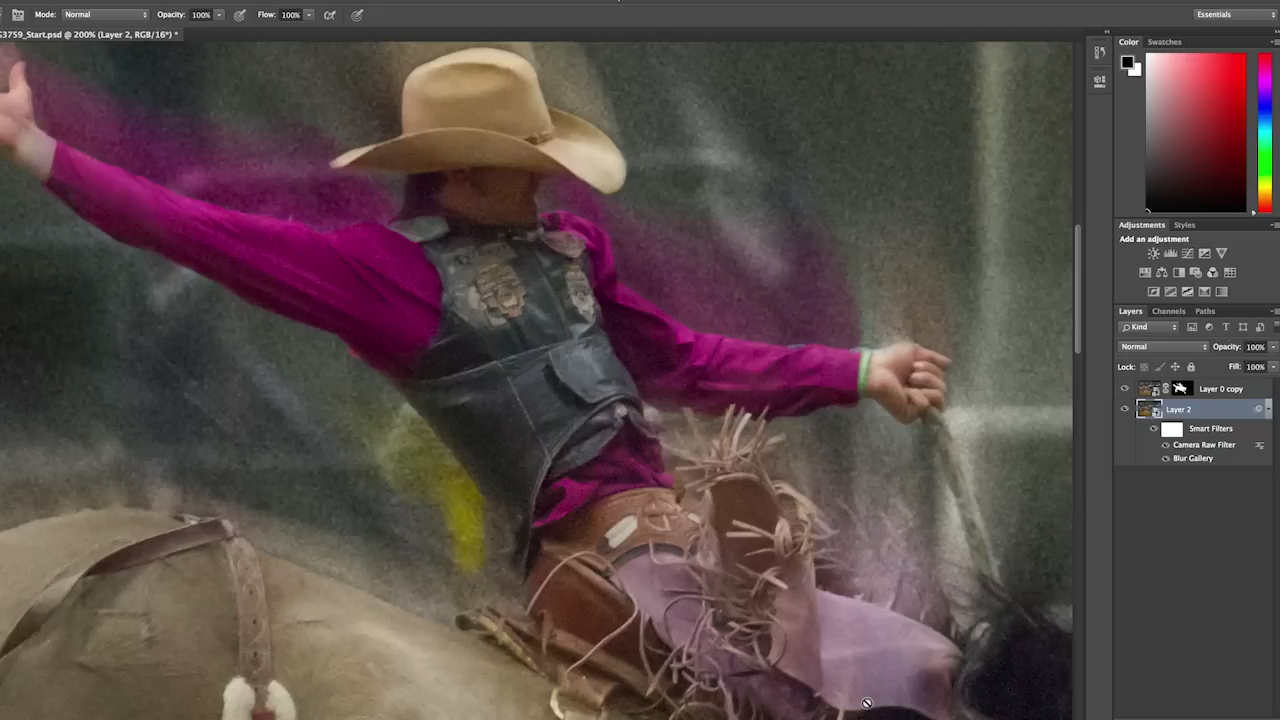 Mode: Normal Opacity: 100% Flow: 100% Essentials
3759_Start.psd @ 200% (Layer 2, RGB/16*) *
Color Swatches
Adjustments Styles
Add an adjustment
Layers Channels Paths
Kind
Normal Opacity: 100%
Lock: Fill: 100%
Layer 0 copy
Layer 2
Smart Filters
Camera Raw Filter
Blur Gallery